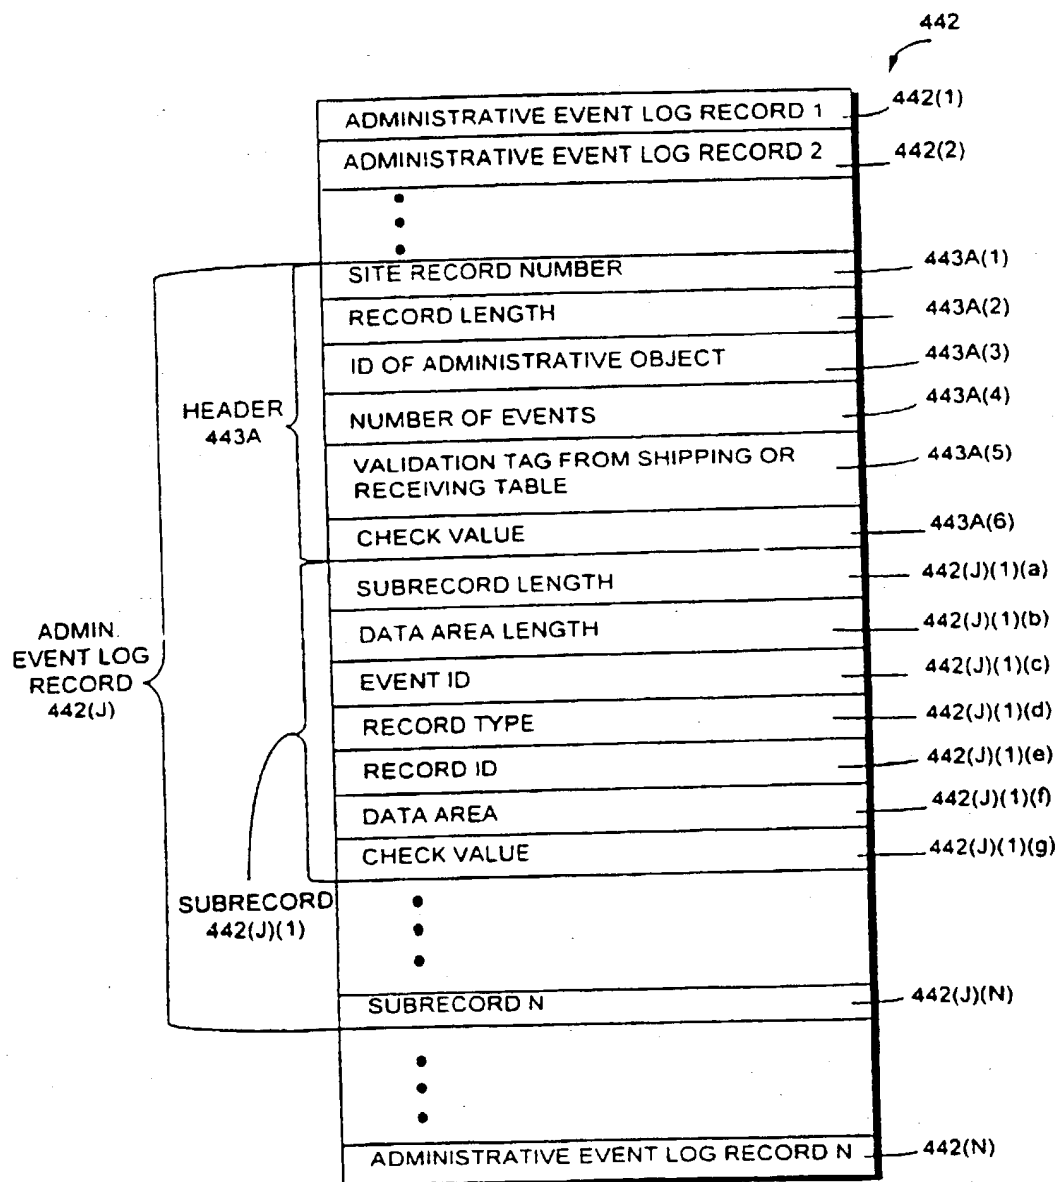 442
ADMINISTRATIVE EVENT LOG RECORD 1
442(1)
ADMINISTRATIVE EVENT LOG RECORD 2
442(2)
SITE RECORD NUMBER
443A(1)
RECORD LENGTH
443A(2)
ID OF ADMINISTRATIVE OBJECT
443A(3)
HEADER
443A
NUMBER OF EVENTS
443A(4)
VALIDATION TAG FROM SHIPPING OR
RECEIVING TABLE
443A(5)
CHECK VALUE
443A(6)
SUBRECORD LENGTH
442(J)(1)(a)
DATA AREA LENGTH
442(J)(1)(b)
ADMIN.
EVENT LOG
RECORD
442(J)
EVENT ID
442(J)(1)(c)
RECORD TYPE
442(J)(1)(d)
RECORD ID
442(J)(1)(e)
DATA AREA
442(J)(1)(f)
CHECK VALUE
442(J)(1)(g)
SUBRECORD
442(J)(1)
SUBRECORD N
442(J)(N)
ADMINISTRATIVE EVENT LOG RECORD N
442(N)